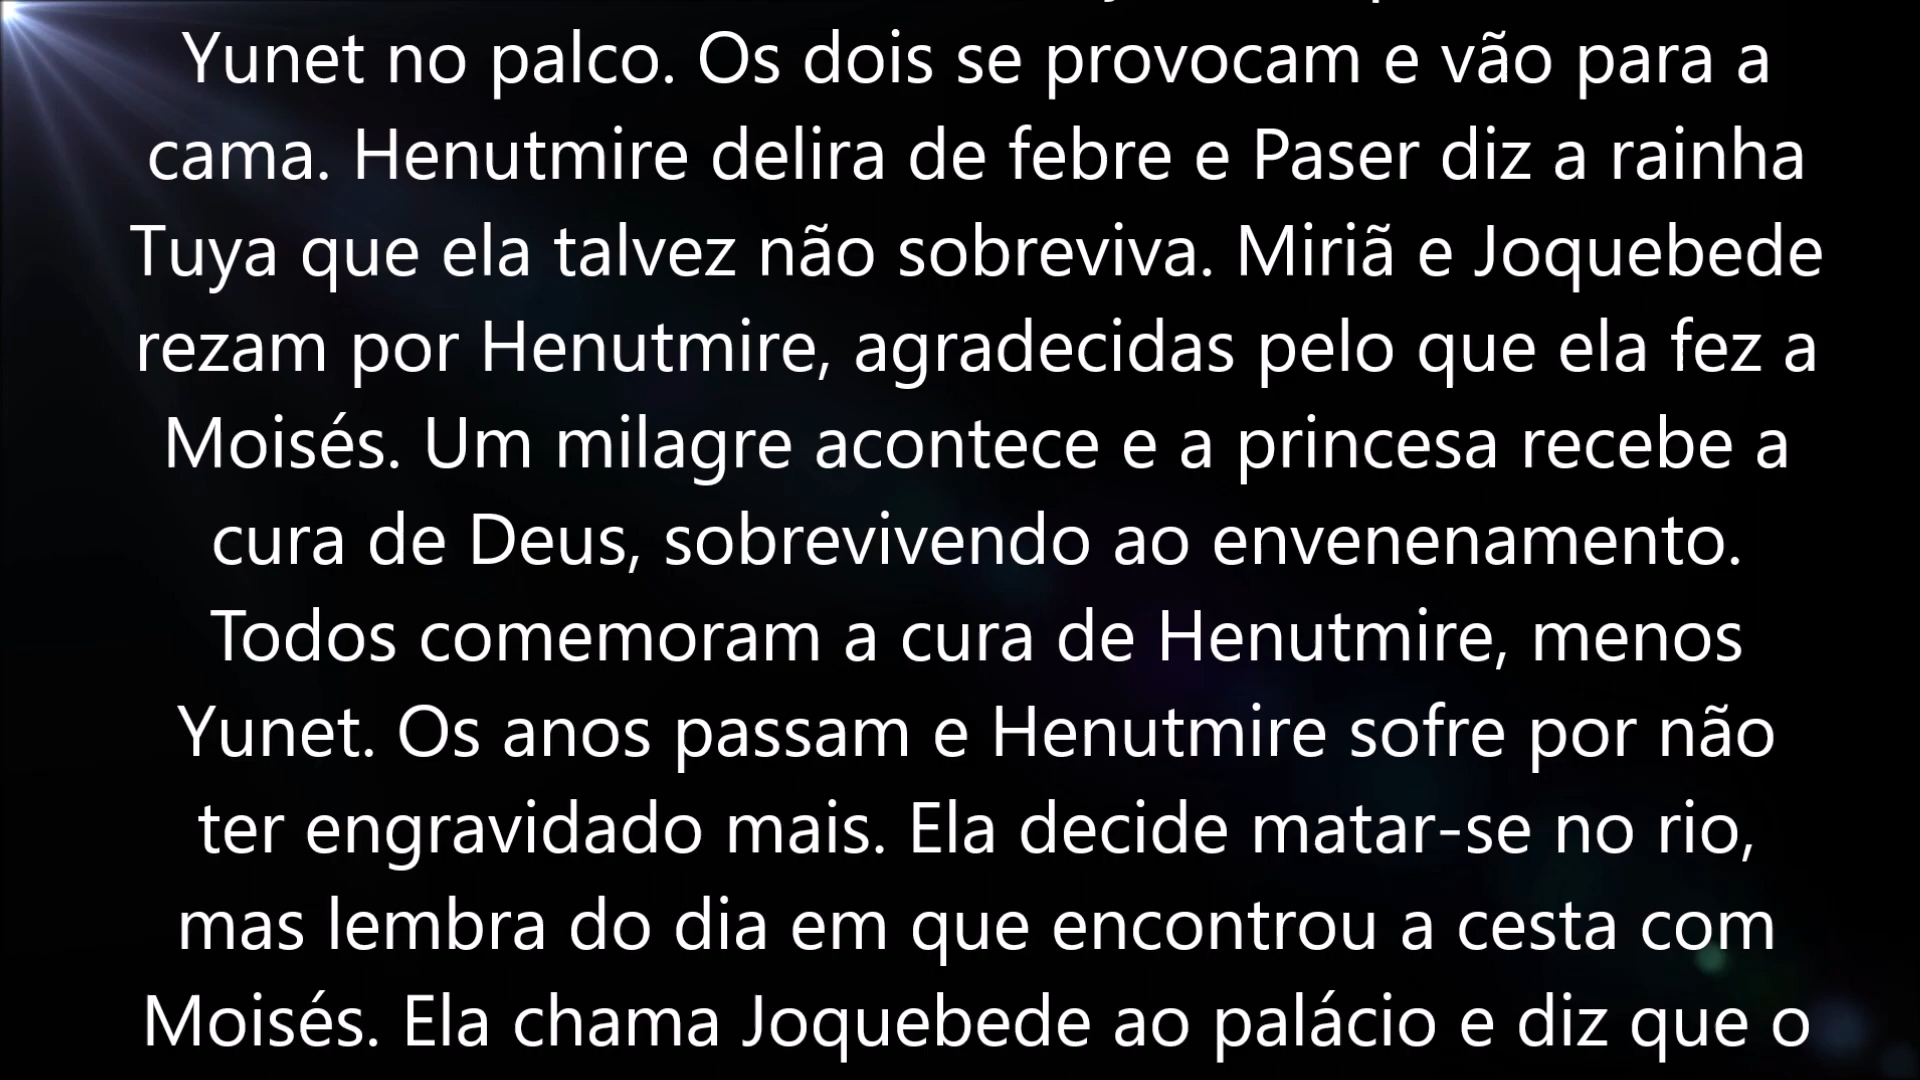 Yunet no palco. Os dois se provocam e vão para a
cama. Henutmire delira de febre e Paser diz a rainha
Tuya que ela talvez não sobreviva. Miriã e Joquebede
rezam por Henutmire, agradecidas pelo que ela fez a
Moisés. Um milagre acontece e a princesa recebe a
cura de Deus, sobrevivendo ao envenenamento.
Todos comemoram a cura de Henutmire, menos
Yunet. Os anos passam e Henutmire sofre por não
ter engravidado mais. Ela decide matar-se no rio,
mas lembra do dia em que encontrou a cesta com
Moisés. Ela chama Joquebede ao palácio e diz que o